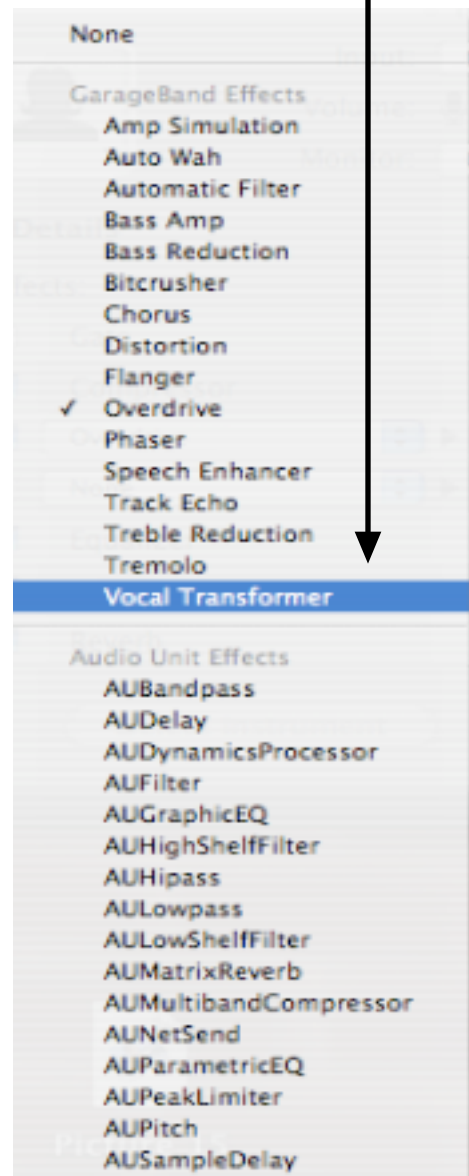 None
GarageBand Effects
Amp Simulation
Auto Wah
Automatic Filter
Bass Amp
Bass Reduction
Bitcrusher
Chorus
Distortion
Flanger
✓ Overdrive
Phaser
Speech Enhancer
Track Echo
Treble Reduction
Tremolo
Vocal Transformer
Audio Unit Effects
AUBandpass
AUDelay
AUDynamicsProcessor
AUFilter
AUGraphicEQ
AUHighShelfFilter
AUHipass
AULowpass
AULowShelfFilter
AUMatrixReverb
AUMultibandCompressor
AUNetSend
AUParametricEQ
AUPeakLimiter
AUPitch
AUSampleDelay